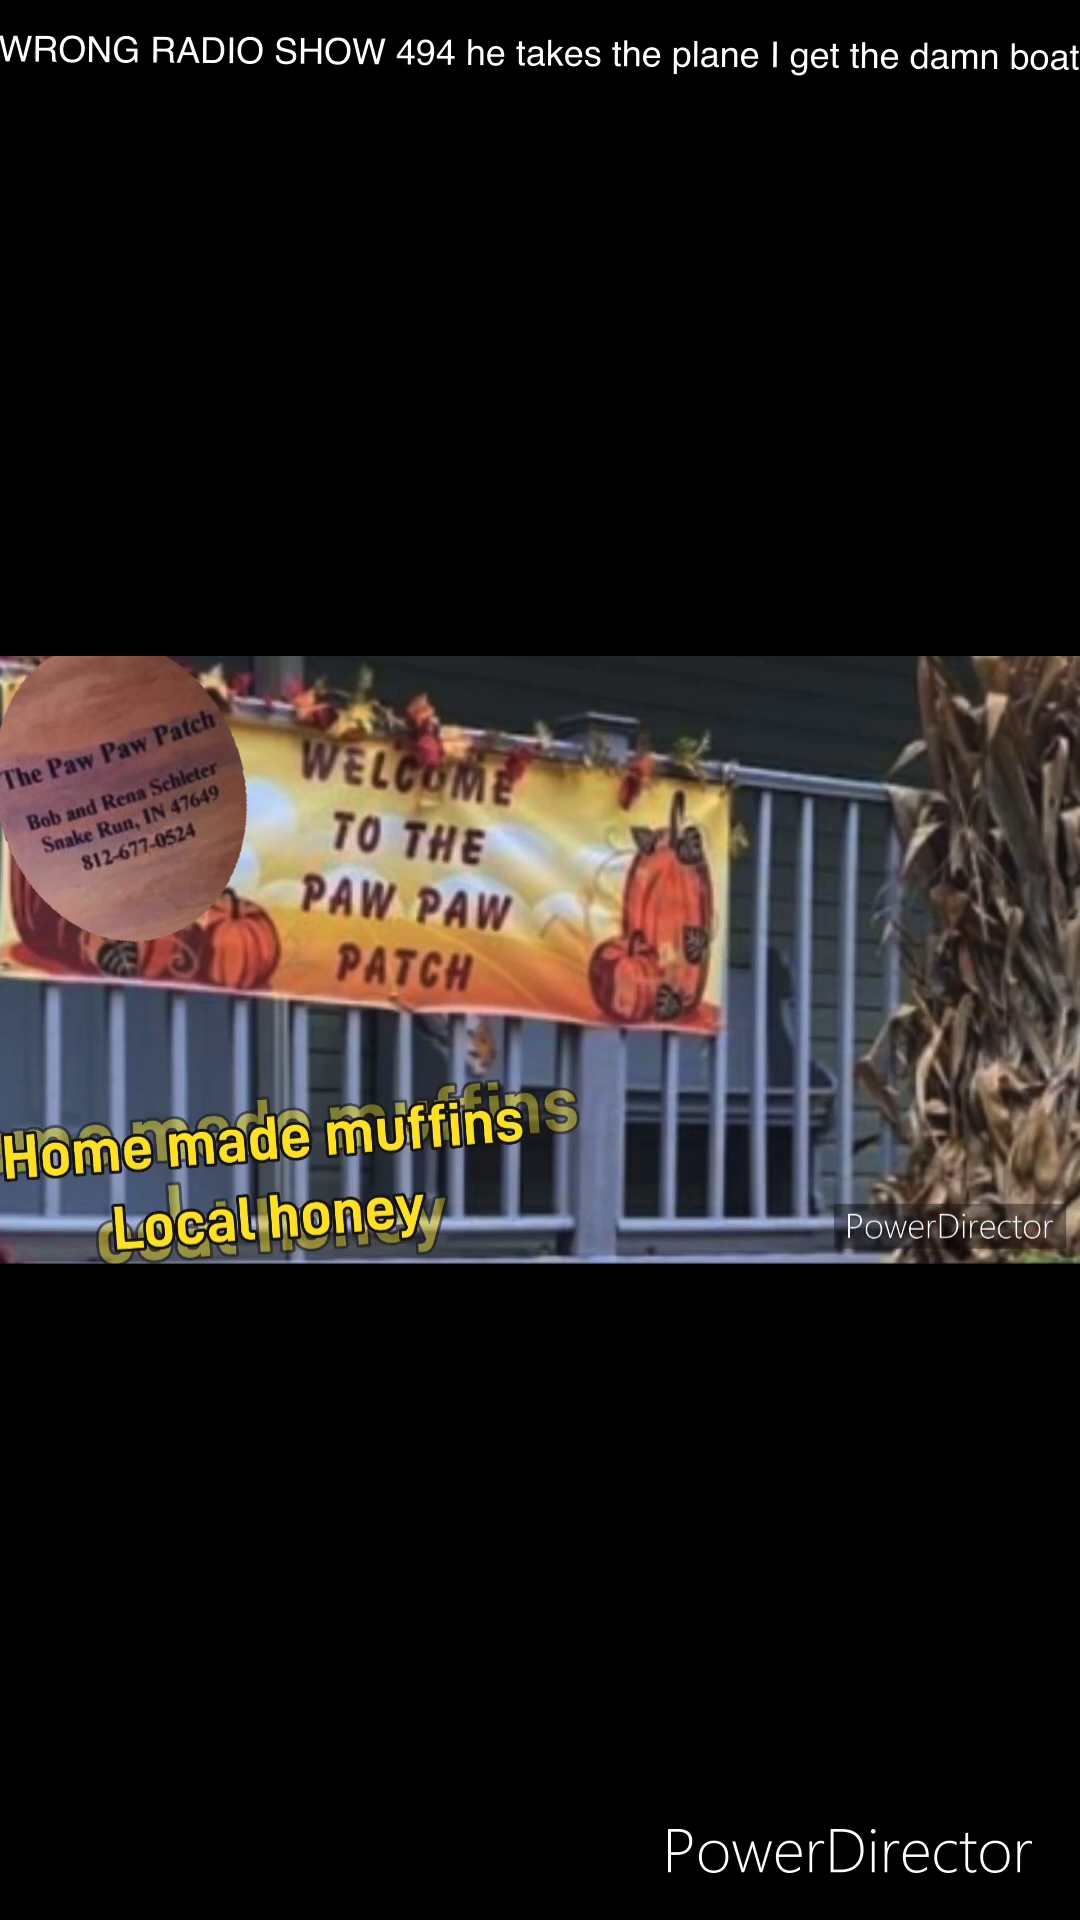 WRONG RADIO SHOW 494 he takes the plane I get the damn boat
The Paw Paw Patch
Bob and Rena Schleter
Snake Run, IN 47649
812-677-0524
WELCOME
TO THE
PAW PAW
PATCH
Home made muffins
Local honey
PowerDirector
PowerDirector